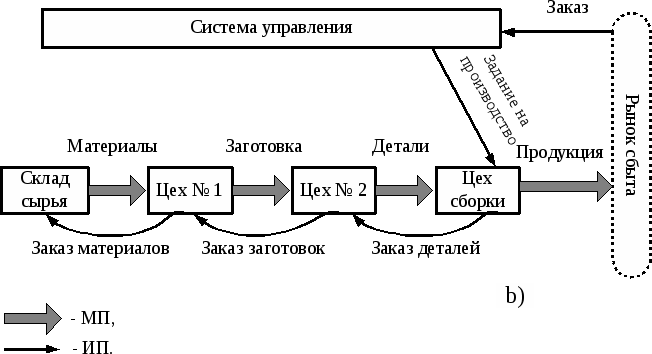 Заказ
Система управления
Задание на
производство
Рынок сбыта
Материалы
Заготовка
Детали
Продукция
Склад
сырья
Цех № 1
Цех № 2
Цех
сборки
Заказ материалов
Заказ заготовок
Заказ деталей
b)
- МП,
- ИП.